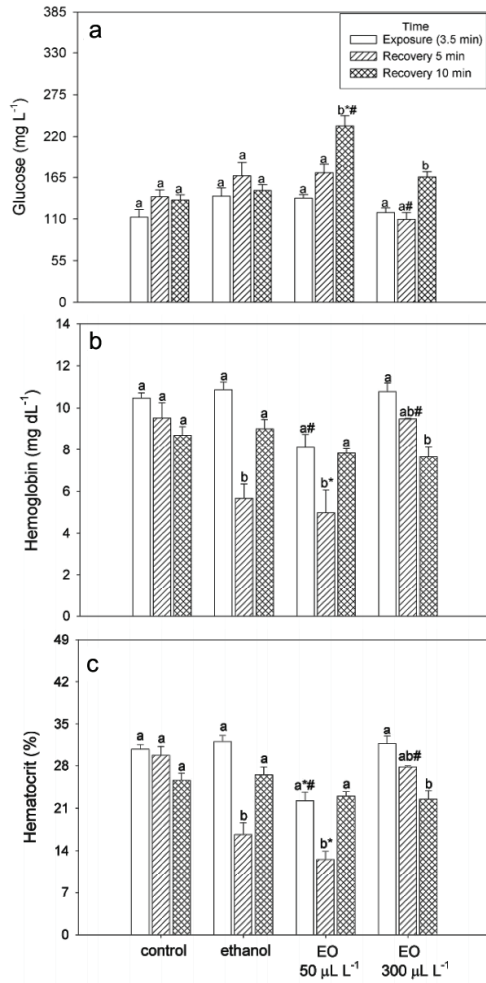 a
Time
Exposure (3.5 min)
Recovery 5 min
Recovery 10 min
Glucose (mg L⁻¹)
385
330
275
220
165
110
55
0
a a a
a a a
a a b*#
a a# b
b
Hemoglobin (mg dL⁻¹)
14
12
10
8
6
4
2
0
a a a
a b a
a# b* a
a ab# b
c
Hematocrit (%)
49
42
35
28
21
14
7
0
a a a
a b a
a*# b* a
a ab# b
control ethanol EO EO
50 µL L⁻¹ 300 µL L⁻¹